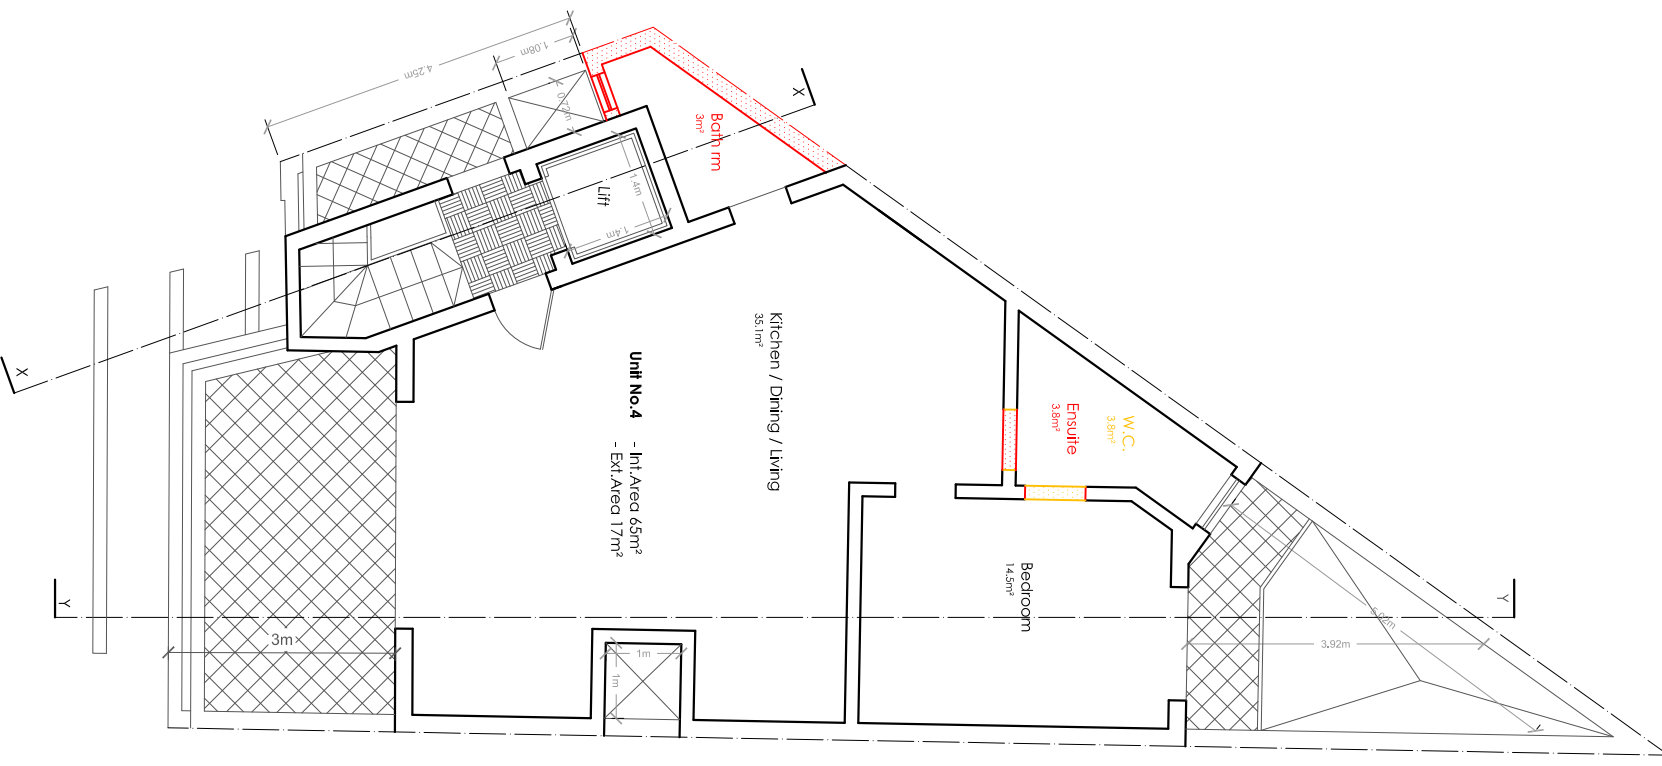 4.25m
1.08m
0.72m
X
Bath rm
3m²
Lift
1.4m
1.4m
X
Kitchen / Dining / Living
35.1m²
Unit No.4
- Int.Area 65m²
- Ext.Area 17m²
Ensuite
3.8m²
W.C.
3.8m²
Bedroom
14.5m²
Y
Y
3m
1m
1m
5.02m
3.92m